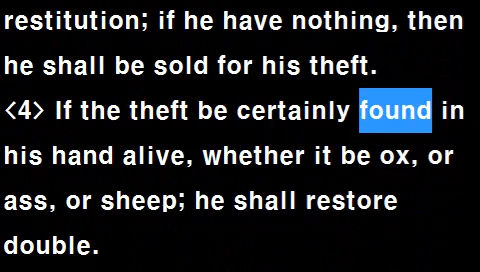 restitution; if he have nothing, then
he shall be sold for his theft.
<4> If the theft be certainly found in
his hand alive, whether it be ox, or
ass, or sheep; he shall restore
double.